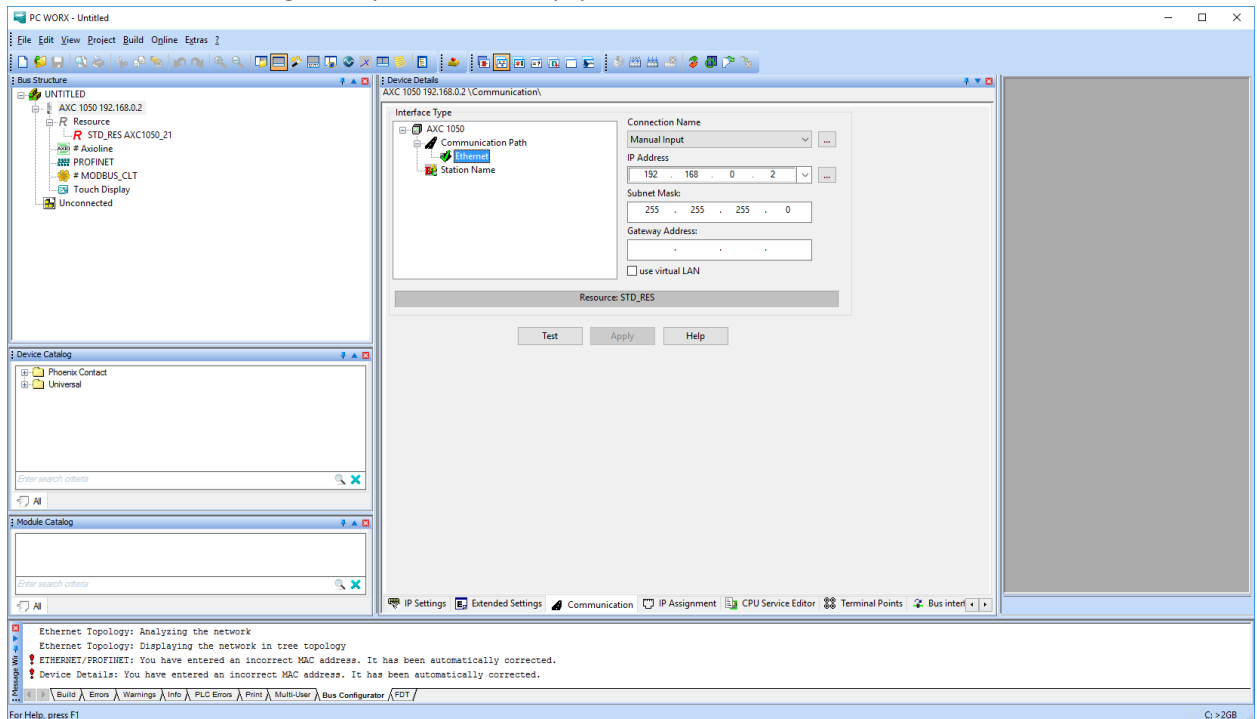 PC WORX - Untitled
File Edit View Project Build Online Extras ?
Bus Structure
UNTITLED
AXC 1050 192.168.0.2
R Resource
R STD_RES AXC1050_21
AXIO # Axioline
PROFINET
# MODBUS_CLT
Touch Display
Unconnected
Device Catalog
Phoenix Contact
Universal
Enter search criteria
All
Module Catalog
Enter search criteria
All
Device Details
AXC 1050 192.168.0.2 \Communication\
Interface Type
AXC 1050
Communication Path
Ethernet
Station Name
Connection Name
Manual Input
...
IP Address
192 . 168 . 0 . 2
...
Subnet Mask:
255 . 255 . 255 . 0
Gateway Address:
. . .
use virtual LAN
Resource: STD_RES
Test Apply Help
IP Settings Extended Settings Communication IP Assignment CPU Service Editor Terminal Points Bus interf
Message Wir
Ethernet Topology: Analyzing the network
Ethernet Topology: Displaying the network in tree topology
ETHERNET/PROFINET: You have entered an incorrect MAC address. It has been automatically corrected.
Device Details: You have entered an incorrect MAC address. It has been automatically corrected.
Build Errors Warnings Info PLC Errors Print Multi-User Bus Configurator FDT
For Help, press F1
C: >2GB